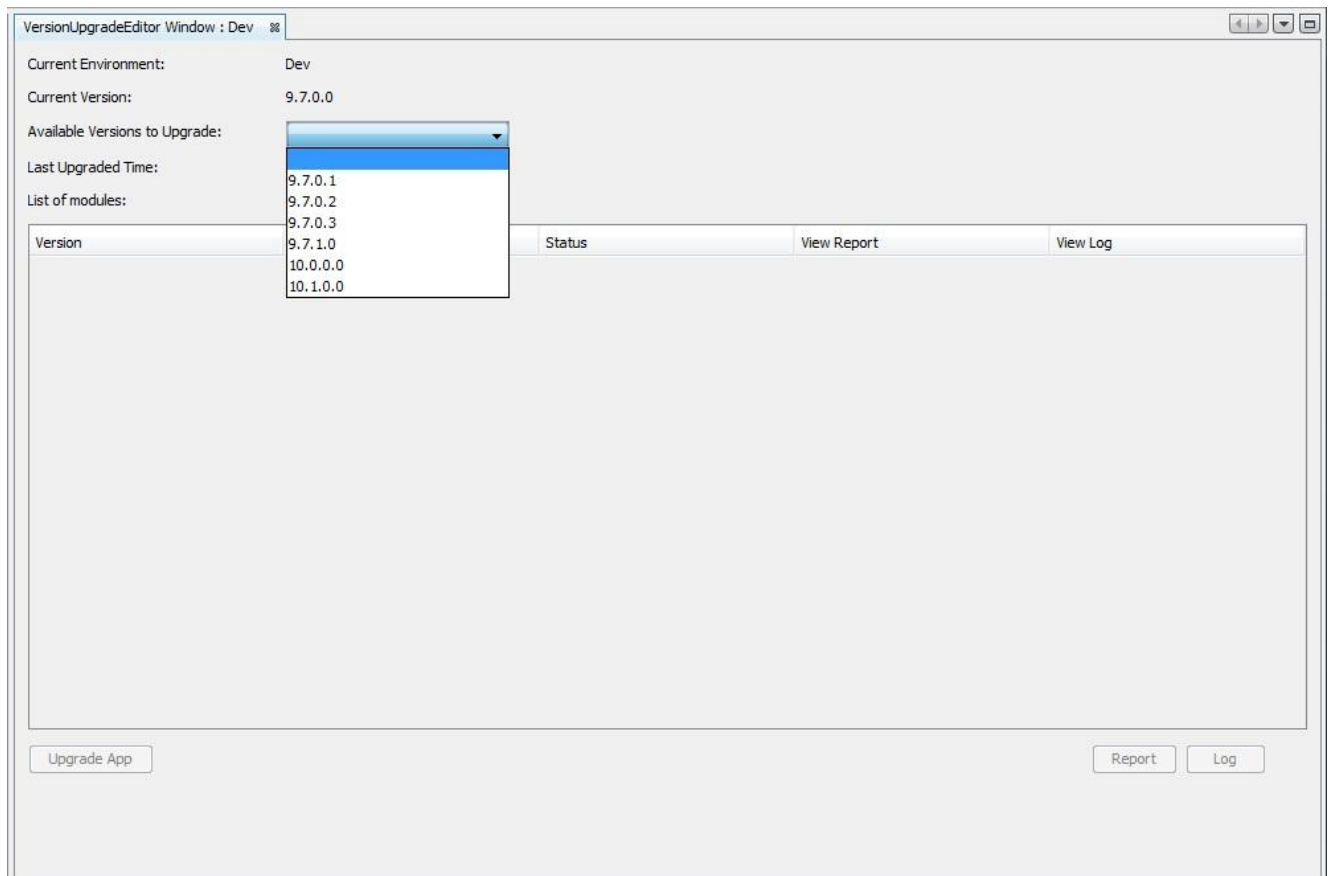 VersionUpgradeEditor Window : Dev
Current Environment: Dev
Current Version: 9.7.0.0
Available Versions to Upgrade:
Last Upgraded Time:
9.7.0.1
List of modules:
9.7.0.2
9.7.0.3
Version 9.7.1.0 Status View Report View Log
10.0.0.0
10.1.0.0
Upgrade App Report Log